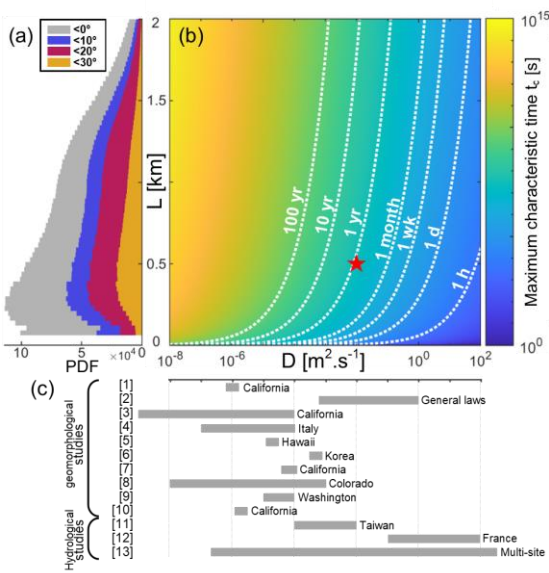 (a)
<0°
<10°
<20°
<30°
(b)
2
1.5
1
0.5
0
L [km]
10
5
0
×10⁴
PDF
100 yr
10 yr
1 yr
1 month
1 wk
1 d
1 h
10⁻⁸
10⁻⁶
10⁻²
10⁰
10²
D [m².s⁻¹]
10¹⁵
10⁰
Maximum characteristic time t꜀ [s]
(c)
geomorphological
studies
Hydrological
studies
[1] California
[2] General laws
[3] California
[4] Italy
[5] Hawaii
[6] Korea
[7] California
[8] Colorado
[9] Washington
[10] California
[11] Taiwan
[12] France
[13] Multi-site